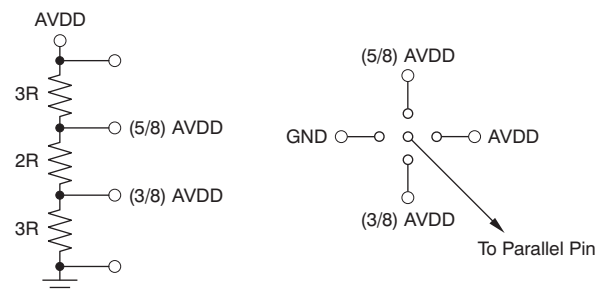 AVDD
3R
(5/8) AVDD
2R
(3/8) AVDD
3R
(5/8) AVDD
GND
AVDD
(3/8) AVDD
To Parallel Pin